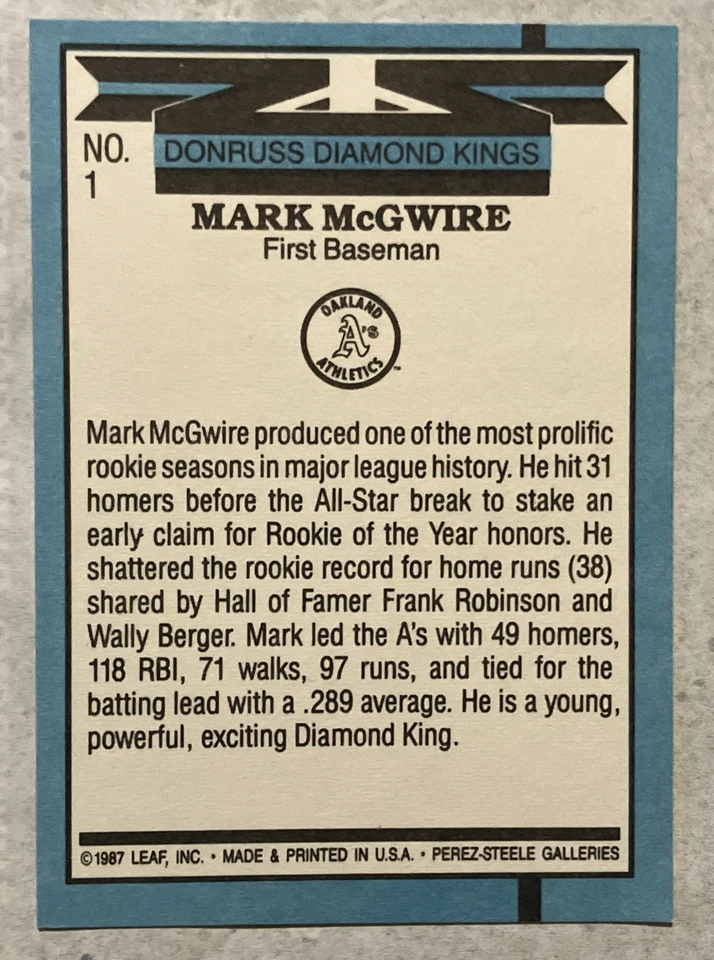 NO.
1
DONRUSS DIAMOND KINGS
MARK McGWIRE
First Baseman
OAKLAND
A's
ATHLETICS™
Mark McGwire produced one of the most prolific
rookie seasons in major league history. He hit 31
homers before the All-Star break to stake an
early claim for Rookie of the Year honors. He
shattered the rookie record for home runs (38)
shared by Hall of Famer Frank Robinson and
Wally Berger. Mark led the A's with 49 homers,
118 RBI, 71 walks, 97 runs, and tied for the
batting lead with a .289 average. He is a young,
powerful, exciting Diamond King.
©1987 LEAF, INC. • MADE & PRINTED IN U.S.A. • PEREZ-STEELE GALLERIES